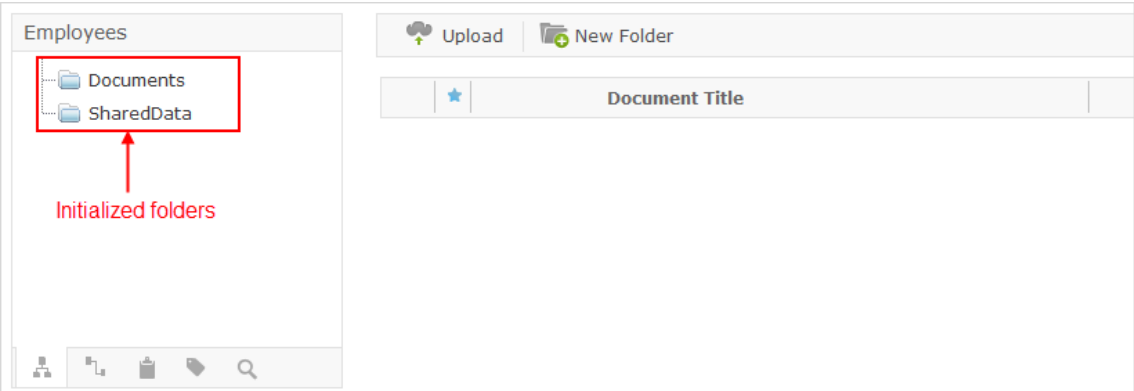 Employees
Documents
SharedData
Initialized folders
Upload
New Folder
Document Title